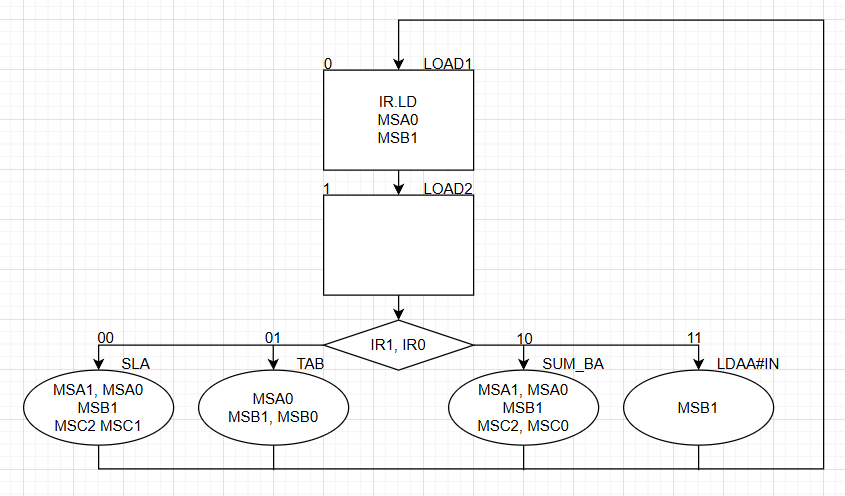 0 LOAD1
IR.LD
MSA0
MSB1
1 LOAD2
IR1, IR0
00
01
10
11
SLA
MSA1, MSA0
MSB1
MSC2 MSC1
TAB
MSA0
MSB1, MSB0
SUM_BA
MSA1, MSA0
MSB1
MSC2, MSC0
LDAA#IN
MSB1